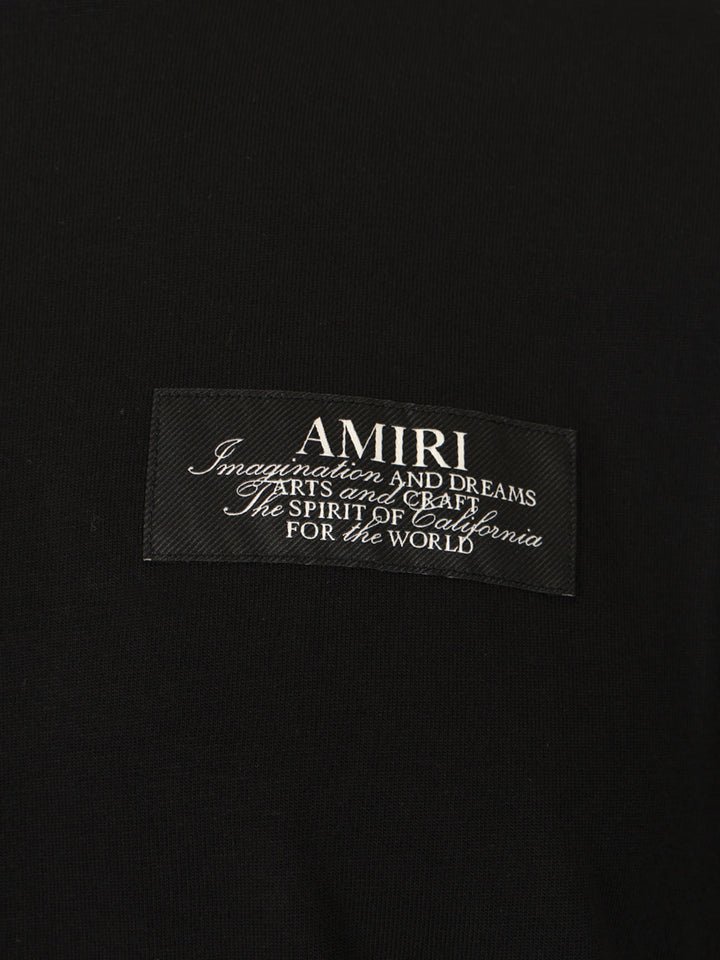 AMIRI
Imagination AND DREAMS
ARTS and CRAFT
The SPIRIT OF California
FOR the WORLD